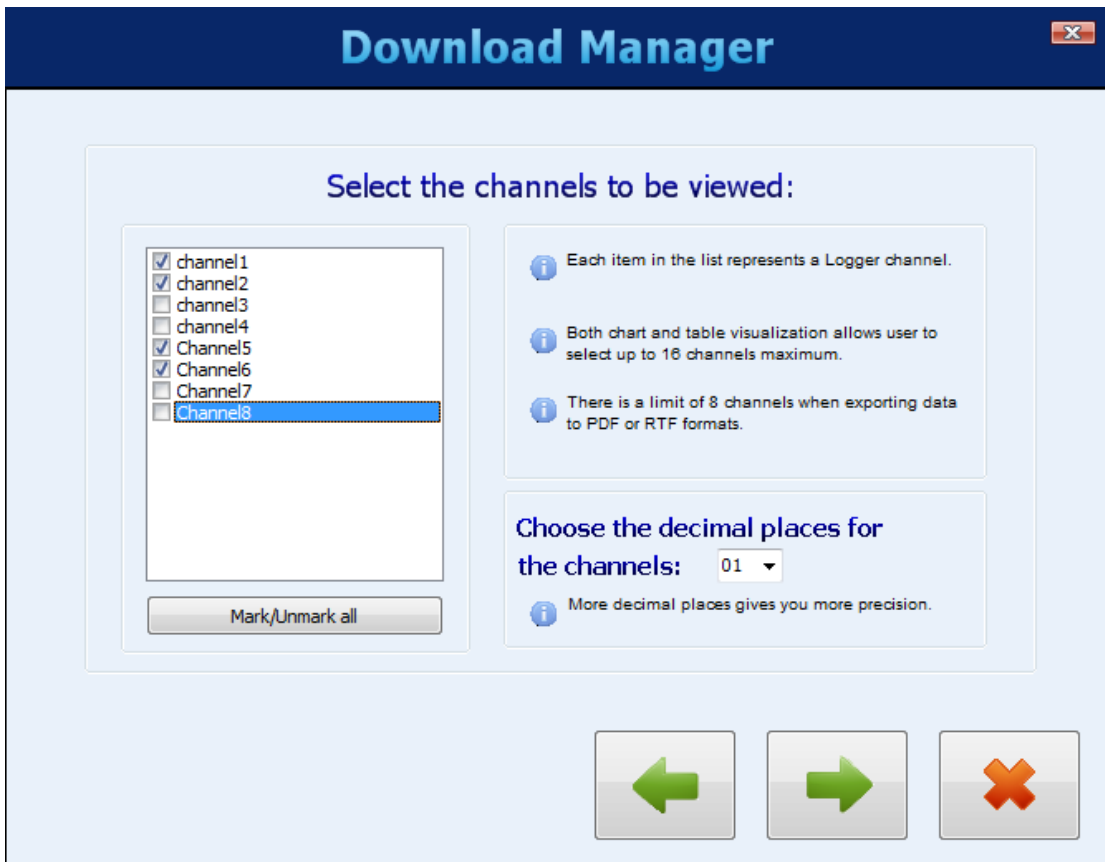 Download Manager
Select the channels to be viewed:
channel1
channel2
channel3
channel4
Channel5
Channel6
Channel7
Channel8
Mark/Unmark all
Each item in the list represents a Logger channel.
Both chart and table visualization allows user to
select up to 16 channels maximum.
There is a limit of 8 channels when exporting data
to PDF or RTF formats.
Choose the decimal places for
the channels: 01
More decimal places gives you more precision.